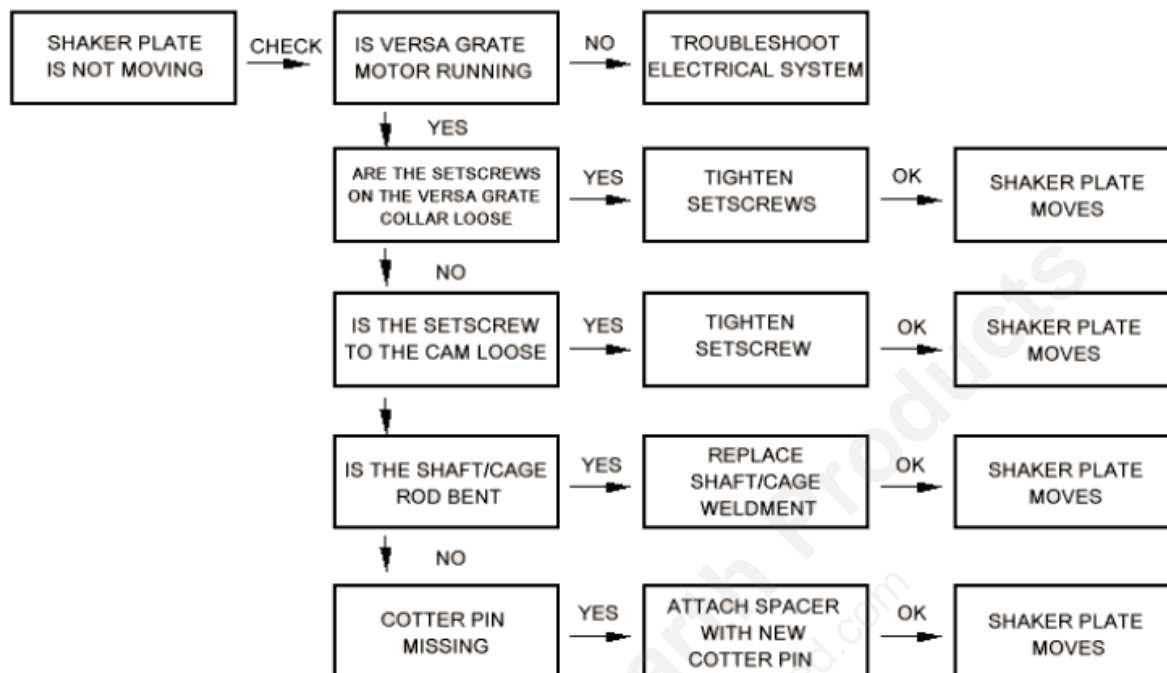 SHAKER PLATE
IS NOT MOVING
CHECK
IS VERSA GRATE
MOTOR RUNNING
NO
TROUBLESHOOT
ELECTRICAL SYSTEM
YES
ARE THE SETSCREWS
ON THE VERSA GRATE
COLLAR LOOSE
YES
TIGHTEN
SETSCREWS
OK
SHAKER PLATE
MOVES
NO
IS THE SETSCREW
TO THE CAM LOOSE
YES
TIGHTEN
SETSCREW
OK
SHAKER PLATE
MOVES
IS THE SHAFT/CAGE
ROD BENT
YES
REPLACE
SHAFT/CAGE
WELDMENT
OK
SHAKER PLATE
MOVES
NO
COTTER PIN
MISSING
YES
ATTACH SPACER
WITH NEW
COTTER PIN
OK
SHAKER PLATE
MOVES
Products